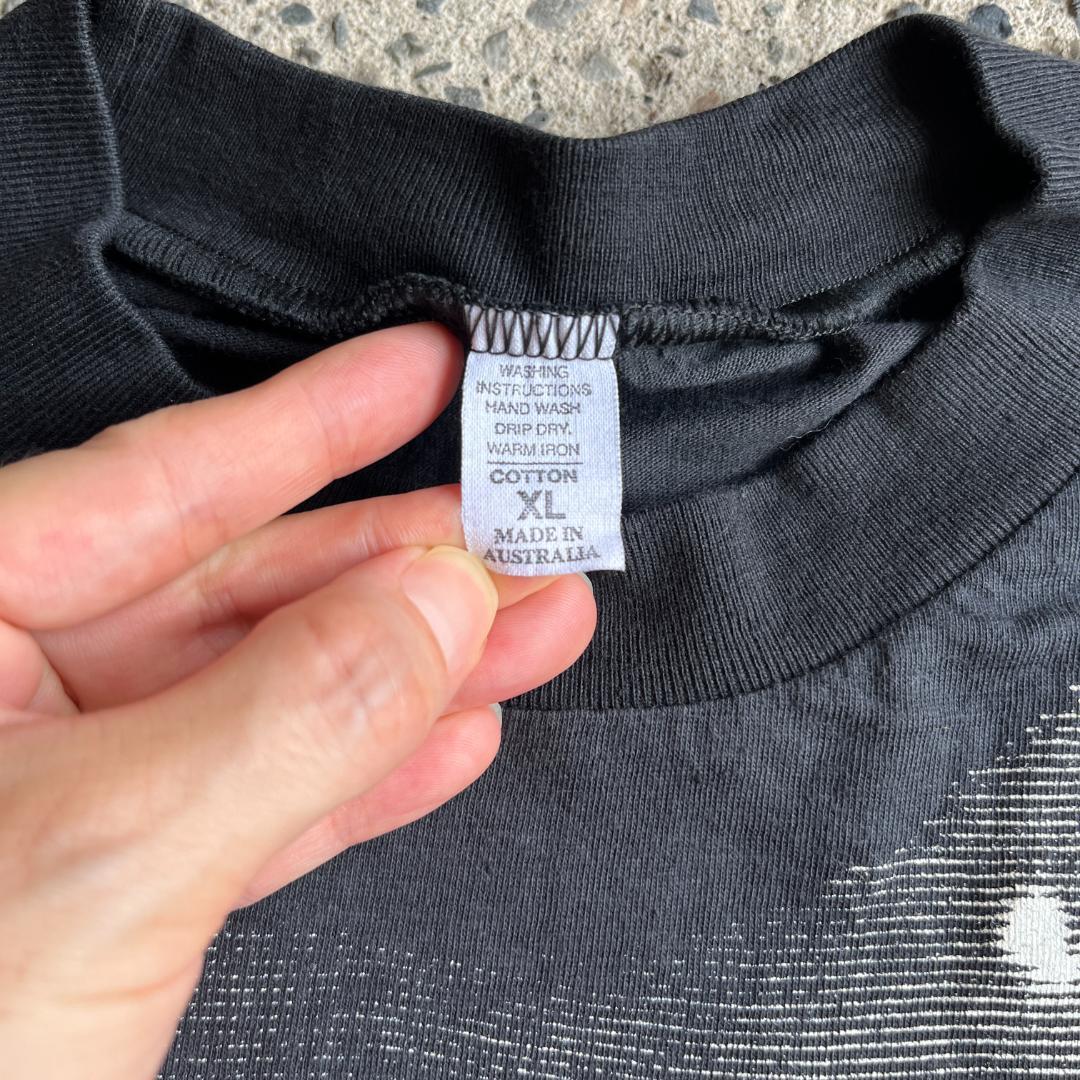 WASHING
INSTRUCTIONS
HAND WASH
DRIP DRY.
WARM IRON
COTTON
XL
MADE IN
AUSTRALIA